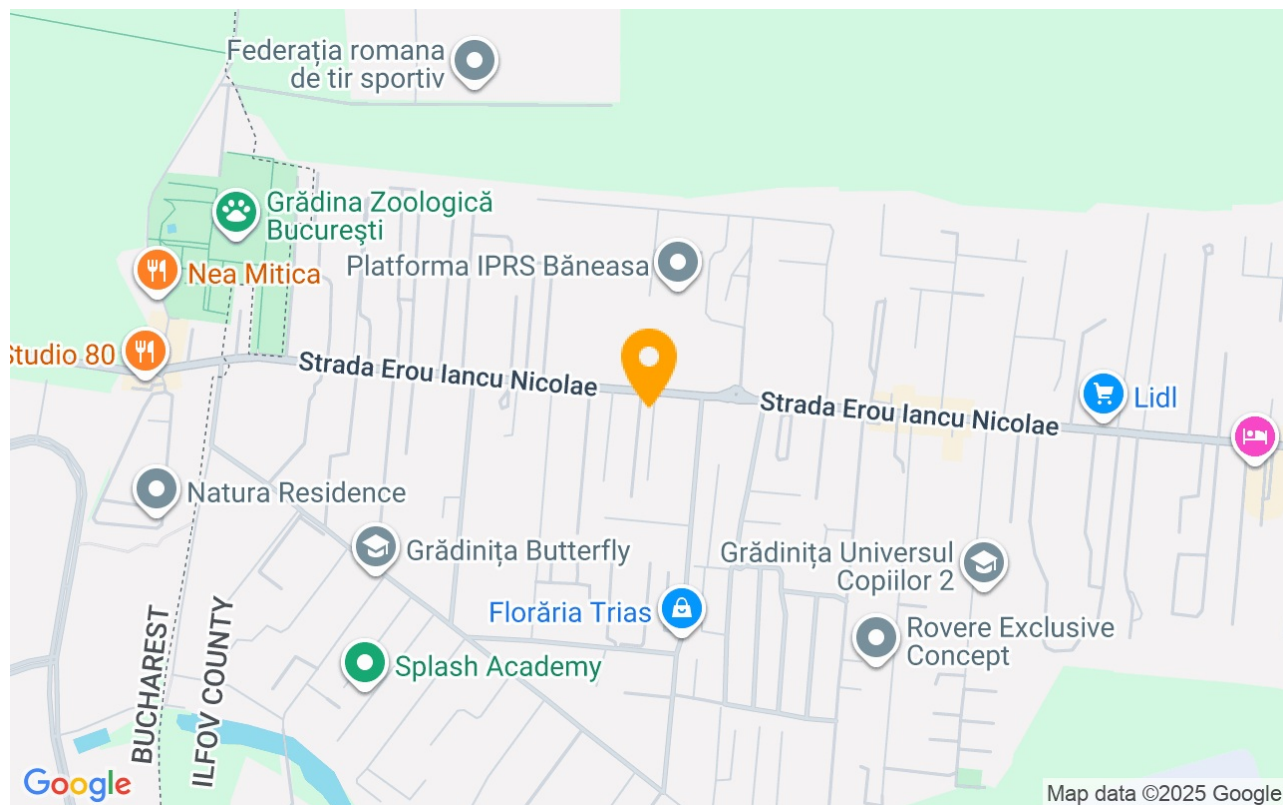 Federația romana
de tir sportiv
Grădina Zoologică
București
Nea Mitica
Platforma IPRS Băneasa
Studio 80
Strada Erou Iancu Nicolae
Strada Erou Iancu Nicolae
Lidl
Natura Residence
Grădinița Butterfly
Grădinița Universul
Copiilor 2
Florăria Trias
Rovere Exclusive
Concept
Splash Academy
BUCHAREST
ILFOV COUNTY
Google
Map data ©2025 Google